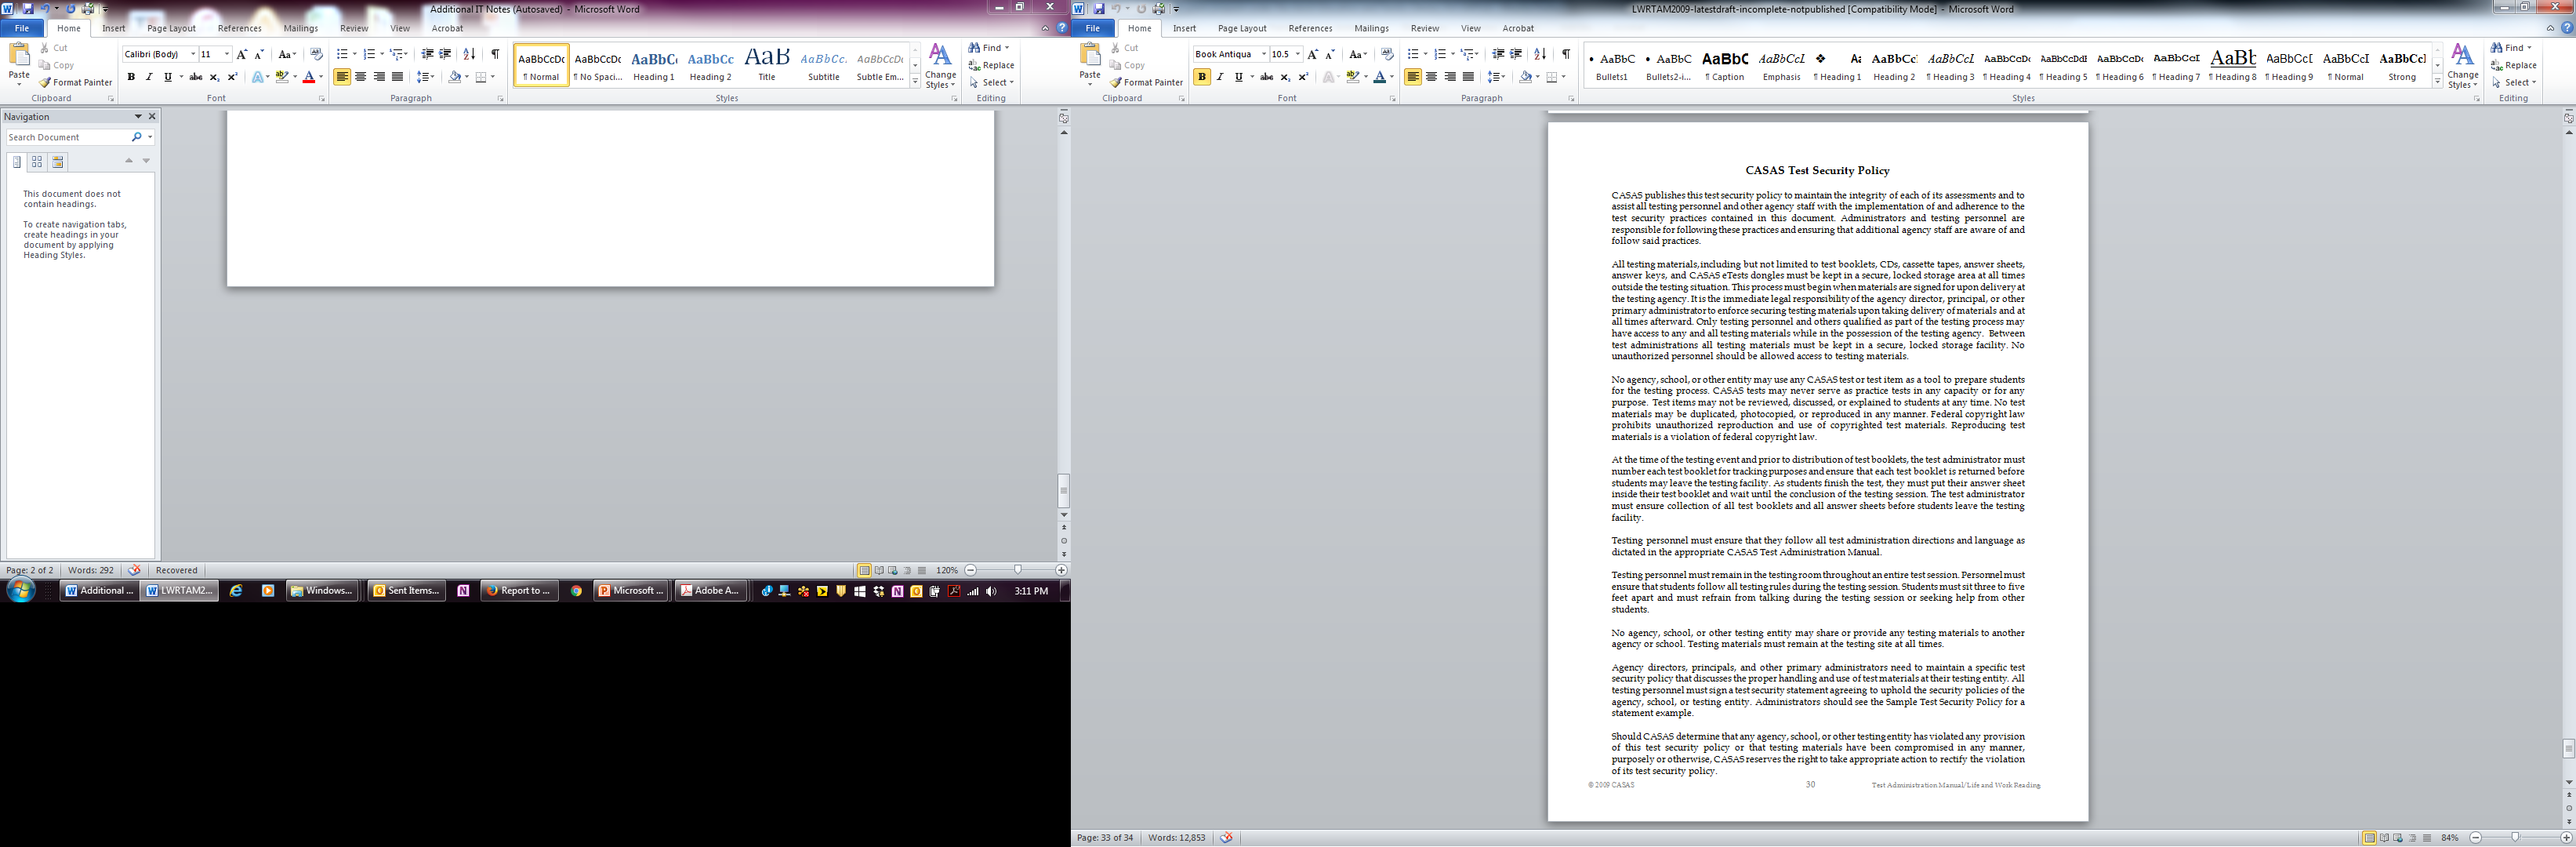 Additional IT Notes (Autosaved) - Microsoft Word
File Home Insert Page Layout References Mailings Review View Acrobat
Paste
Cut
Copy
Format Painter
Clipboard
Calibri (Body) 11
Font
Paragraph
AaBbCcDc AaBbCcDc AaBbC AaBbCc AaB AaBbCc. AaBbCcDc
¶ Normal ¶ No Spaci... Heading 1 Heading 2 Title Subtitle Subtle Em...
Styles
Change
Styles
Find
Replace
Select
Editing
Navigation
Search Document
This document does not
contain headings.
To create navigation tabs,
create headings in your
document by applying
Heading Styles.
Page: 2 of 2 Words: 292 Recovered 120%
Additional ... LWRTAM2... Windows... Sent Items... Report to ... Microsoft ... Adobe A... 3:11 PM
LWRTAM2009-latestdraft-incomplete-notpublished [Compatibility Mode] - Microsoft Word
File Home Insert Page Layout References Mailings Review View Acrobat
Paste
Cut
Copy
Format Painter
Clipboard
Book Antiqua 10.5
Font
Paragraph
Bullets1 Bullets2-i... ¶ Caption Emphasis ¶ Heading 1 Heading 2 ¶ Heading 3 ¶ Heading 4 ¶ Heading 5 ¶ Heading 6 ¶ Heading 7 ¶ Heading 8 ¶ Heading 9 ¶ Normal Strong
Styles
Change
Styles
Find
Replace
Select
Editing
CASAS Test Security Policy
CASAS publishes this test security policy to maintain the integrity of each of its assessments and to
assist all testing personnel and other agency staff with the implementation of and adherence to the
test security practices contained in this document. Administrators and testing personnel are
responsible for following these practices and ensuring that additional agency staff are aware of and
follow said practices.
All testing materials, including but not limited to test booklets, CDs, cassette tapes, answer sheets,
answer keys, and CASAS eTests dongles must be kept in a secure, locked storage area at all times
outside the testing situation. This process must begin when materials are signed for upon delivery at
the testing agency. It is the immediate legal responsibility of the agency director, principal, or other
primary administrator to enforce securing testing materials upon taking delivery of materials and at
all times afterward. Only testing personnel and others qualified as part of the testing process may
have access to any and all testing materials while in the possession of the testing agency. Between
test administrations all testing materials must be kept in a secure, locked storage facility. No
unauthorized personnel should be allowed access to testing materials.
No agency, school, or other entity may use any CASAS test or test item as a tool to prepare students
for the testing process. CASAS tests may never serve as practice tests in any capacity or for any
purpose. Test items may not be reviewed, discussed, or explained to students at any time. No test
materials may be duplicated, photocopied, or reproduced in any manner. Federal copyright law
prohibits unauthorized reproduction and use of copyrighted test materials. Reproducing test
materials is a violation of federal copyright law.
At the time of the testing event and prior to distribution of test booklets, the test administrator must
number each test booklet for tracking purposes and ensure that each test booklet is returned before
students may leave the testing facility. As students finish the test, they must put their answer sheet
inside their test booklet and wait until the conclusion of the testing session. The test administrator
must ensure collection of all test booklets and all answer sheets before students leave the testing
facility.
Testing personnel must ensure that they follow all test administration directions and language as
dictated in the appropriate CASAS Test Administration Manual.
Testing personnel must remain in the testing room throughout an entire test session. Personnel must
ensure that students follow all testing rules during the testing session. Students must sit three to five
feet apart and must refrain from talking during the testing session or seeking help from other
students.
No agency, school, or other testing entity may share or provide any testing materials to another
agency or school. Testing materials must remain at the testing site at all times.
Agency directors, principals, and other primary administrators need to maintain a specific test
security policy that discusses the proper handling and use of test materials at their testing entity. All
testing personnel must sign a test security statement agreeing to uphold the security policies of the
agency, school, or testing entity. Administrators should see the Sample Test Security Policy for a
statement example.
Should CASAS determine that any agency, school, or other testing entity has violated any provision
of this test security policy or that testing materials have been compromised in any manner,
purposely or otherwise, CASAS reserves the right to take appropriate action to rectify the violation
of its test security policy.
© 2009 CASAS 30 Test Administration Manual/Life and Work Reading
Page: 33 of 34 Words: 12,853 84%